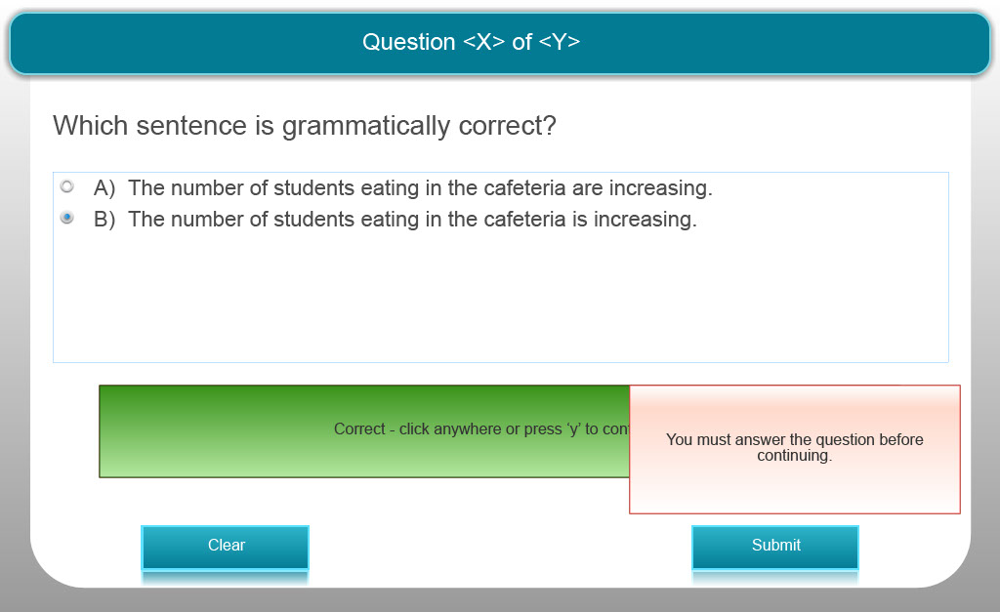 Question <X> of <Y>
Which sentence is grammatically correct?
A) The number of students eating in the cafeteria are increasing.
B) The number of students eating in the cafeteria is increasing.
Correct - click anywhere or press ‘y’ to
You must answer the question before
continuing.
Clear
Submit